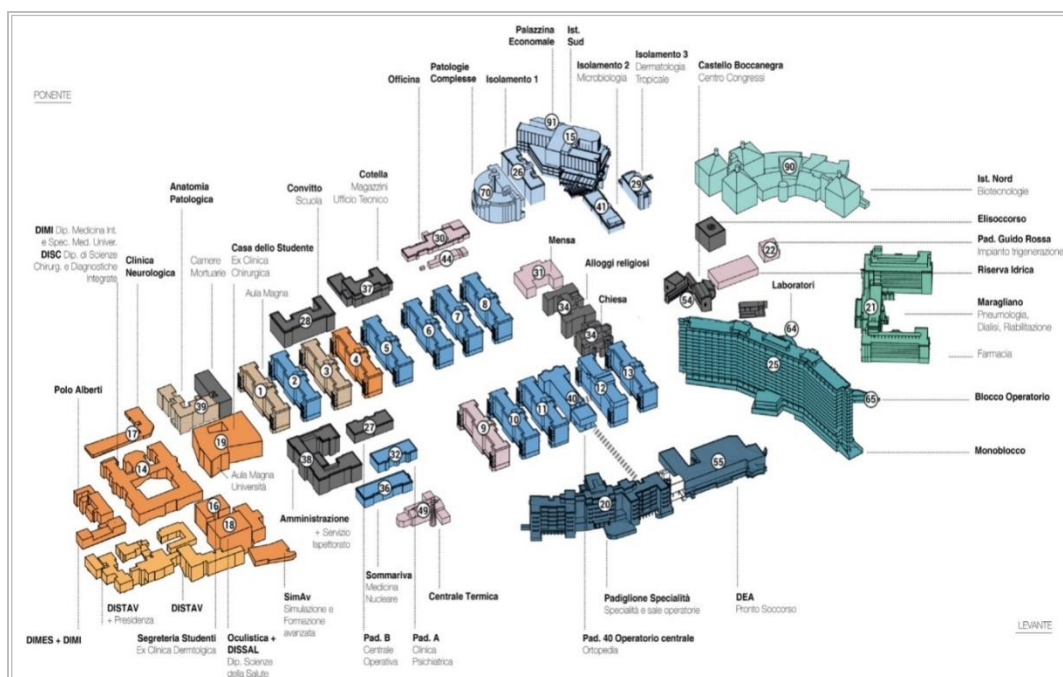 Palazzina
Economale
Ist.
Sud
Isolamento 3
Dermatologia
Tropicale
Isolamento 2
Microbiologia
Castello Boccanegra
Centro Congressi
Patologie
Complesse
Isolamento 1
Officina
PONENTE
91
15
26
70
41
29
90
Ist. Nord
Biotecnologie
Elisoccorso
Pad. Guido Rossa
Impianto trigenerazione
Riserva Idrica
Maragliano
Pneumologia,
Dialisi, Riabilitazione
Farmacia
Blocco Operatorio
Monoblocco
Cotella
Magazzini
Ufficio Tecnico
Convitto
Scuola
Anatomia
Patologica
DIMI Dip. Medicina Int.
e Spec. Med. Univer.
DISC Dip. di Scienze
Chirurg. e Diagnostiche
Integrate
Clinica
Neurologica
Camere
Mortuarie
Casa dello Studente
Ex Clinica
Chirurgica
Aula Magna
Mensa
Alloggi religiosi
Chiesa
Laboratori
30
44
37
28
31
34
34
22
54
21
64
25
65
8
7
6
5
4
3
2
1
13
12
40
11
10
9
39
19
17
14
16
18
27
38
32
36
49
20
55
Polo Alberti
Aula Magna
Università
Amministrazione
+ Servizio
Ispettorato
Sommariva
Medicina
Nucleare
Centrale Termica
Padiglione Specialità
Specialità e sale operatorie
DEA
Pronto Soccorso
DISTAV
+ Presidenza
DISTAV
SimAv
Simulazione e
Formazione
avanzata
DIMES + DIMI
Segreteria Studenti
Ex Clinica Dermtolgica
Oculistica +
DISSAL
Dip. Scienze
della Salute
Pad. B
Centrale
Operativa
Pad. A
Clinica
Psichiatrica
Pad. 40 Operatorio centrale
Ortopedia
LEVANTE